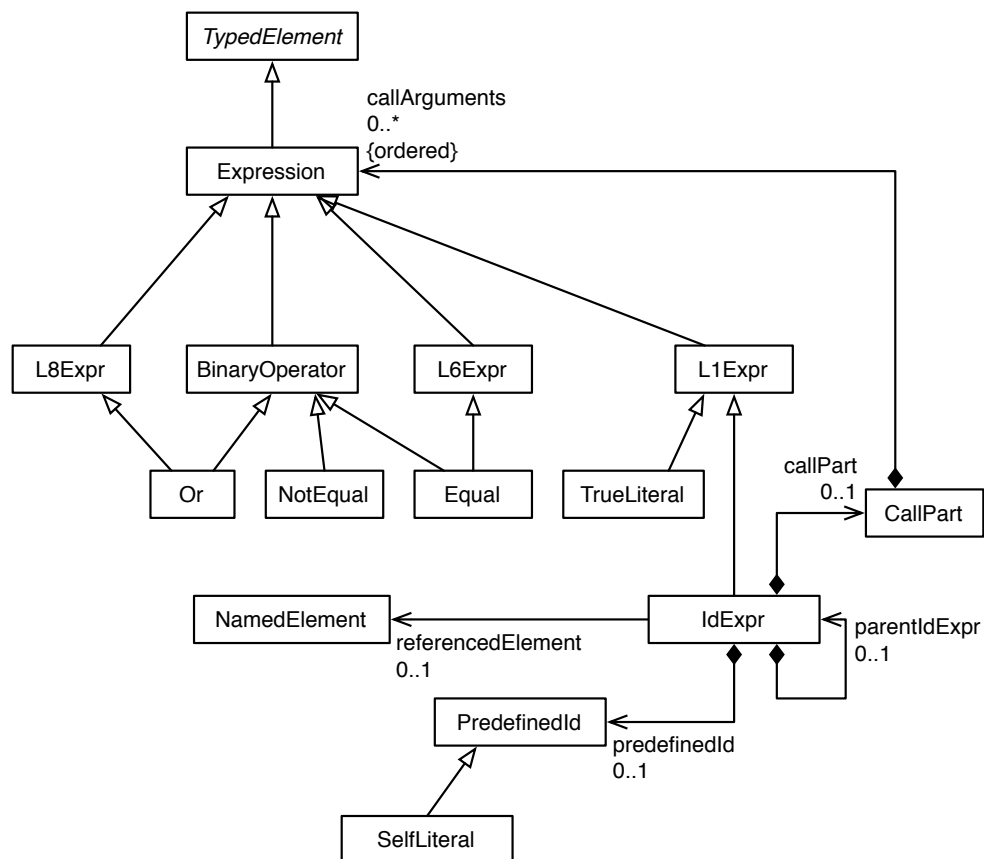 TypedElement
callArguments
0..*
{ordered}
Expression
L8Expr
BinaryOperator
L6Expr
L1Expr
Or
NotEqual
Equal
TrueLiteral
callPart
0..1
CallPart
NamedElement
referencedElement
0..1
IdExpr
parentIdExpr
0..1
PredefinedId
predefinedId
0..1
SelfLiteral